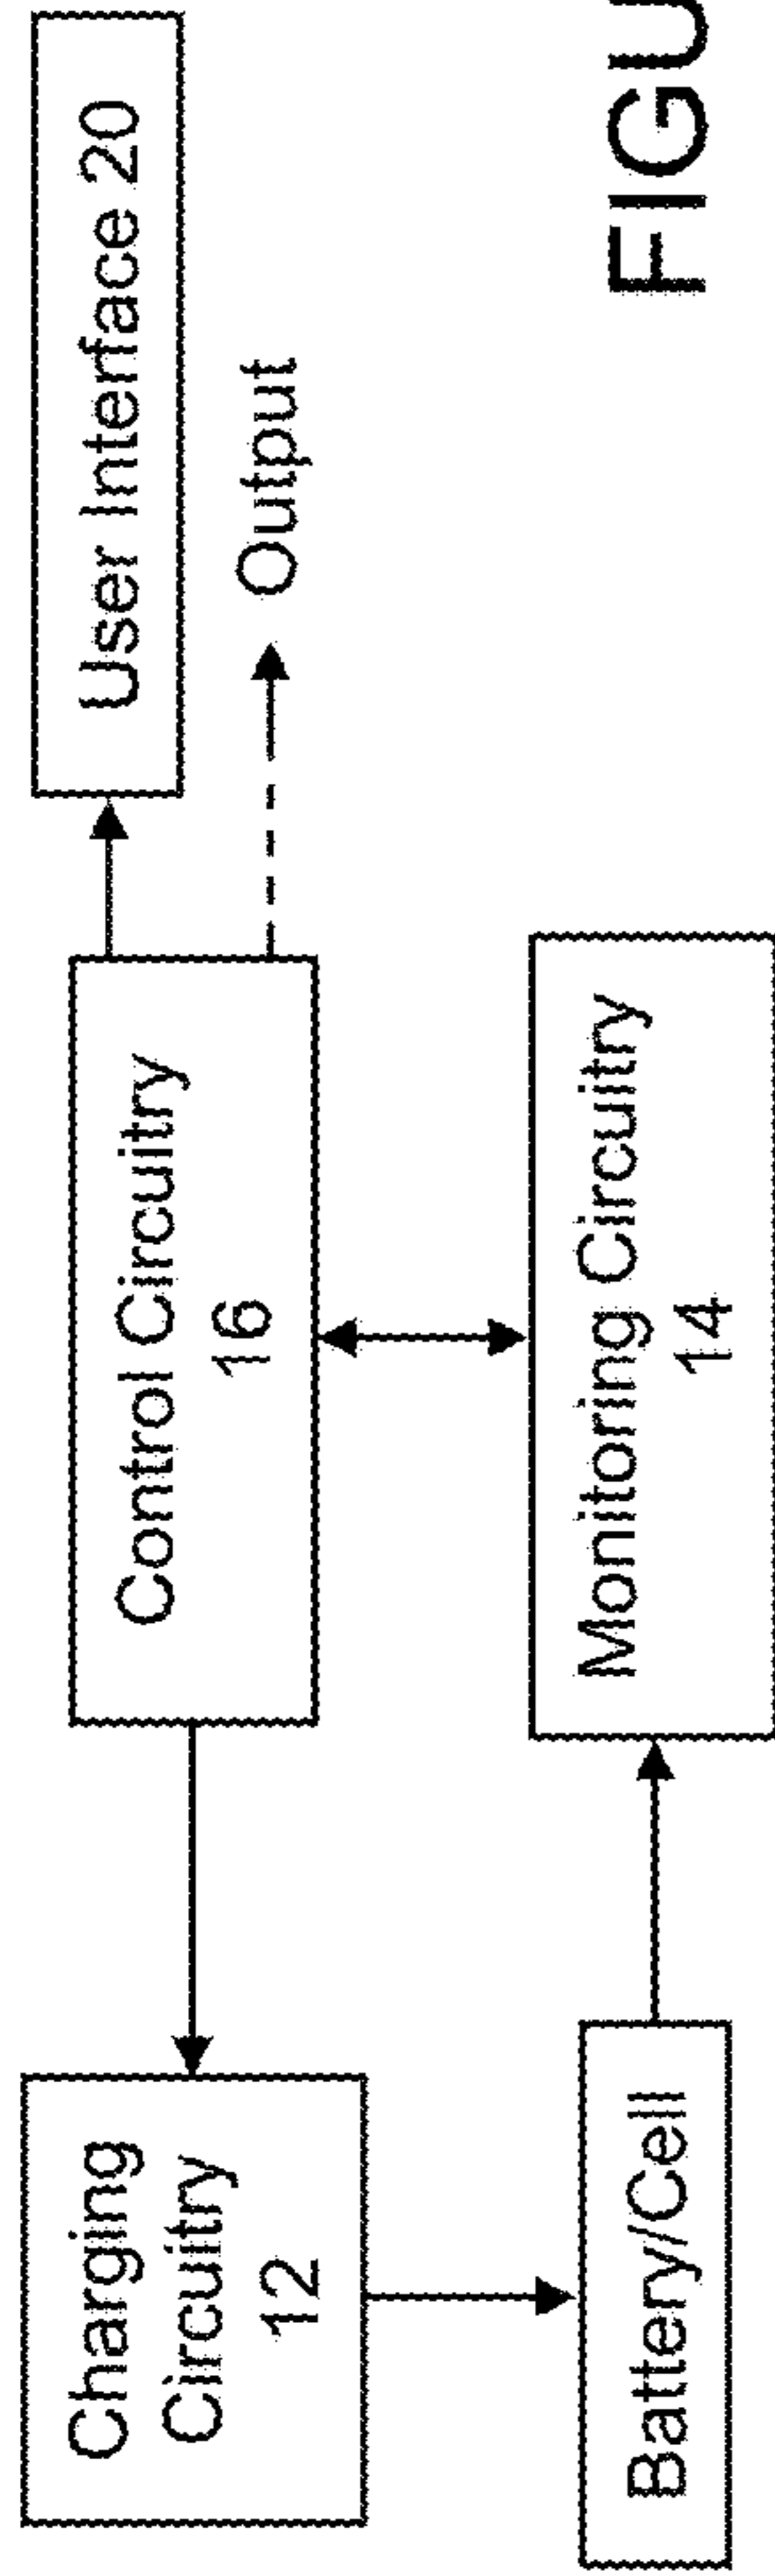 Charging
Circuitry
12
Control Circuitry
16
User Interface 20
Output
Battery/Cell
Monitoring Circuitry
14
FIGU